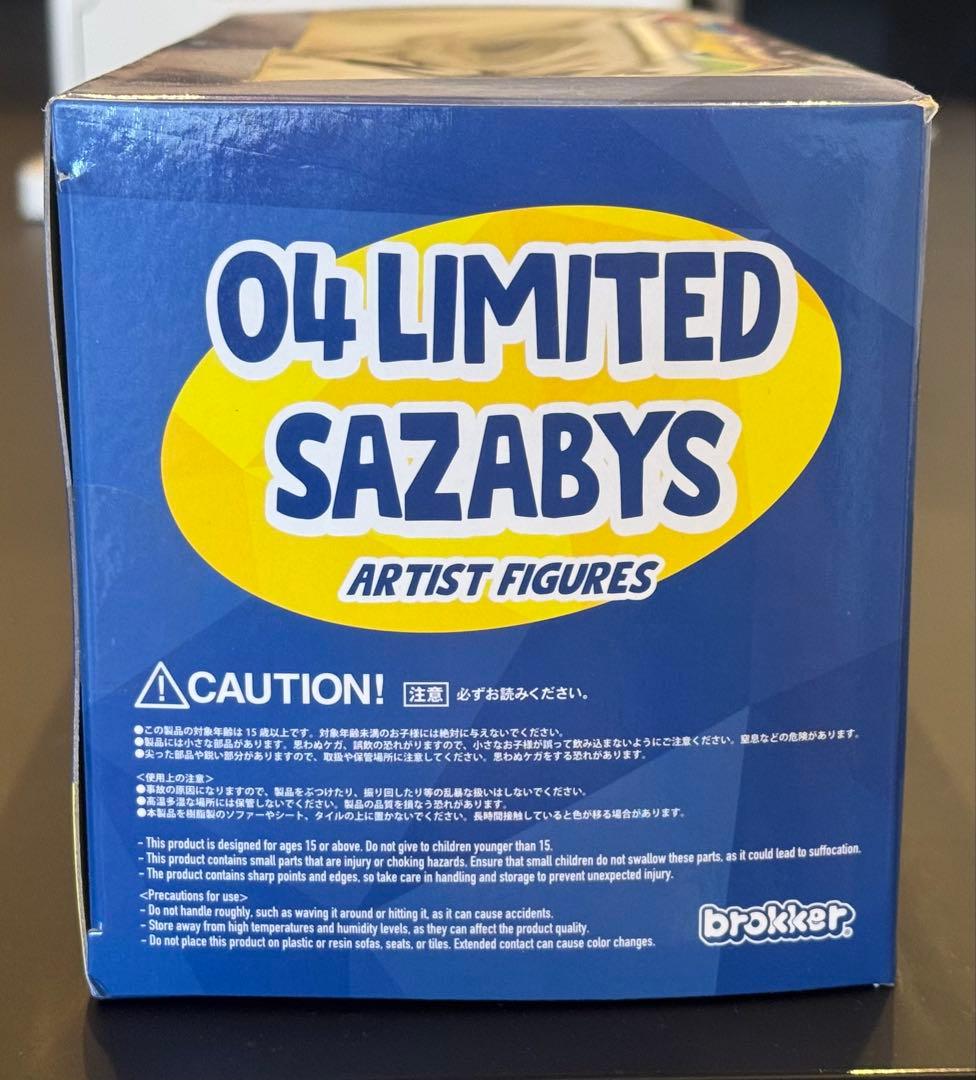 04 LIMITED
SAZABYS
ARTIST FIGURES
CAUTION! 注意 必ずお読みください。
●この製品の対象年齢は 15 歳以上です。対象年齢未満のお子様には絶対に与えないでください。
●製品には小さな部品があります。思わぬケガ、誤飲の恐れがりますので、小さなお子様が誤って飲み込まないようにご注意ください。窒息などの危険があります。
●尖った部品や鋭い部分がありますので、取扱や保管場所に注意してください。思わぬケガをする恐れがあります。
<使用上の注意>
●事故の原因になりますので、製品をぶつけたり、振り回したり等の乱暴な扱いはしないでください。
●高温多湿な場所には保管しないでください。製品の品質を損なう恐れがあります。
●本製品を樹脂製のソファーやシート、タイルの上に置かないでください。長時間接触していると色が移る場合があります。
- This product is designed for ages 15 or above. Do not give to children younger than 15.
- This product contains small parts that are injury or choking hazards. Ensure that small children do not swallow these parts, as it could lead to suffocation.
- The product contains sharp points and edges, so take care in handling and storage to prevent unexpected injury.
<Precautions for use>
- Do not handle roughly, such as waving it around or hitting it, as it can cause accidents.
- Store away from high temperatures and humidity levels, as they can affect the product quality.
- Do not place this product on plastic or resin sofas, seats, or tiles. Extended contact can cause color changes.
brokker®